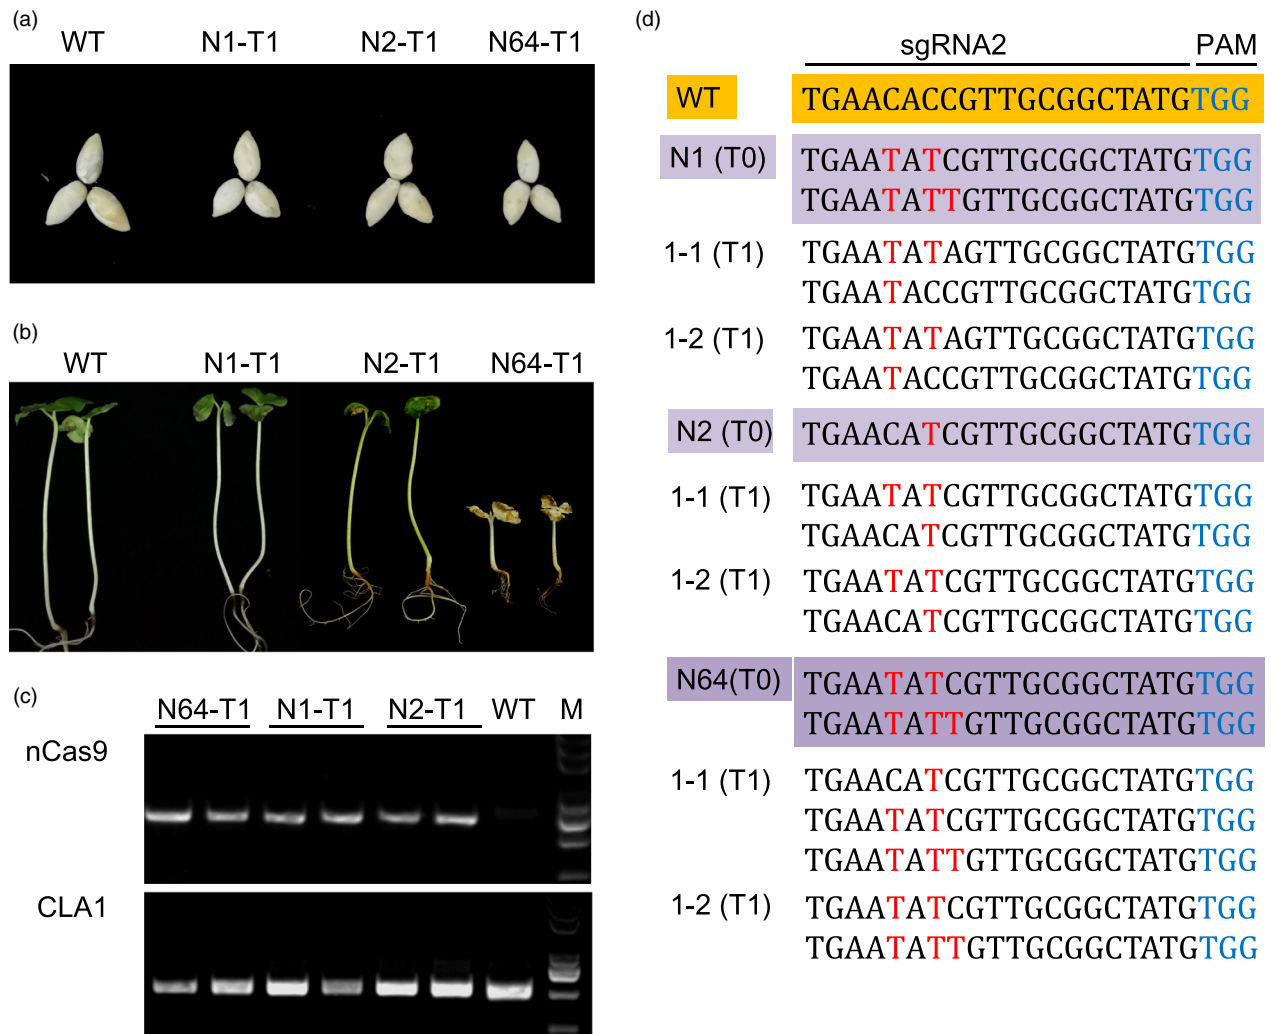 (a)
WT N1-T1 N2-T1 N64-T1
(b)
WT N1-T1 N2-T1 N64-T1
(c)
N64-T1 N1-T1 N2-T1 WT M
nCas9
CLA1
(d)
sgRNA2 PAM
WT TGAACACCGTTGCGGCTATGTGG
N1 (T0) TGAATATCGTTGCGGCTATGTGG
TGAATATTGTTGCGGCTATGTGG
1-1 (T1) TGAATATAGTTGCGGCTATGTGG
TGAATACCGTTGCGGCTATGTGG
1-2 (T1) TGAATATAGTTGCGGCTATGTGG
TGAATACCGTTGCGGCTATGTGG
N2 (T0) TGAACATCGTTGCGGCTATGTGG
1-1 (T1) TGAATATCGTTGCGGCTATGTGG
TGAACATCGTTGCGGCTATGTGG
1-2 (T1) TGAATATCGTTGCGGCTATGTGG
TGAACATCGTTGCGGCTATGTGG
N64(T0) TGAATATCGTTGCGGCTATGTGG
TGAATATTGTTGCGGCTATGTGG
1-1 (T1) TGAACATCGTTGCGGCTATGTGG
TGAATATCGTTGCGGCTATGTGG
TGAATATTGTTGCGGCTATGTGG
1-2 (T1) TGAATATCGTTGCGGCTATGTGG
TGAATATTGTTGCGGCTATGTGG